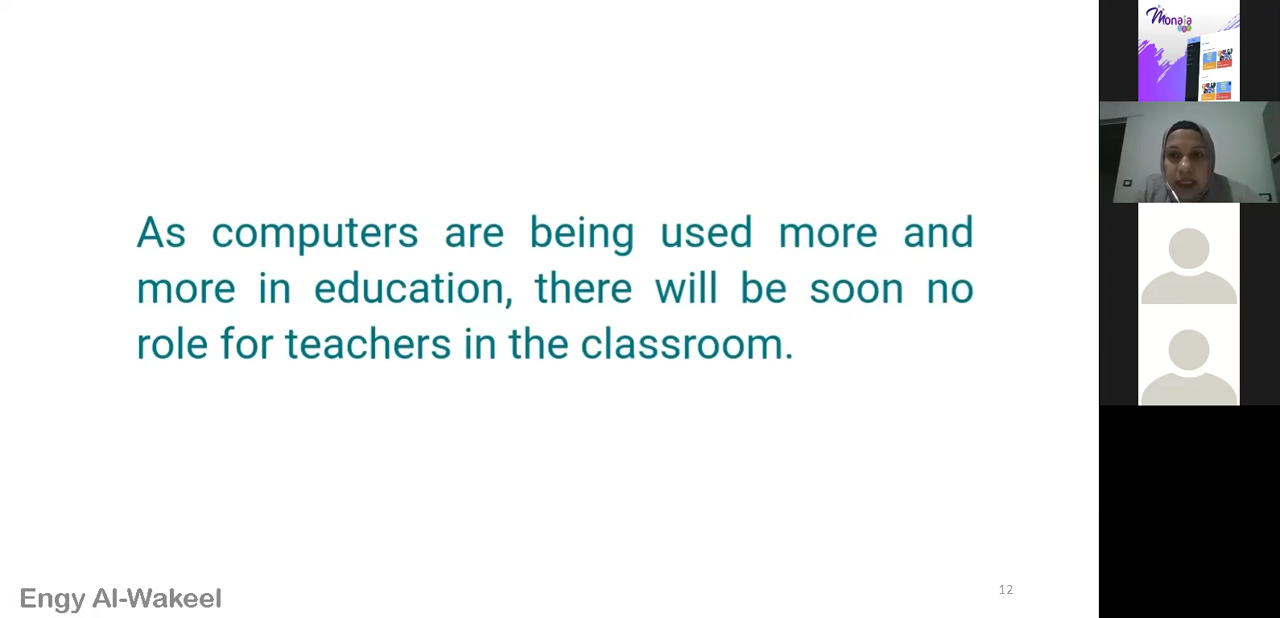 As computers are being used more and
more in education, there will be soon no
role for teachers in the classroom.
Engy Al-Wakeel
12
Monaia